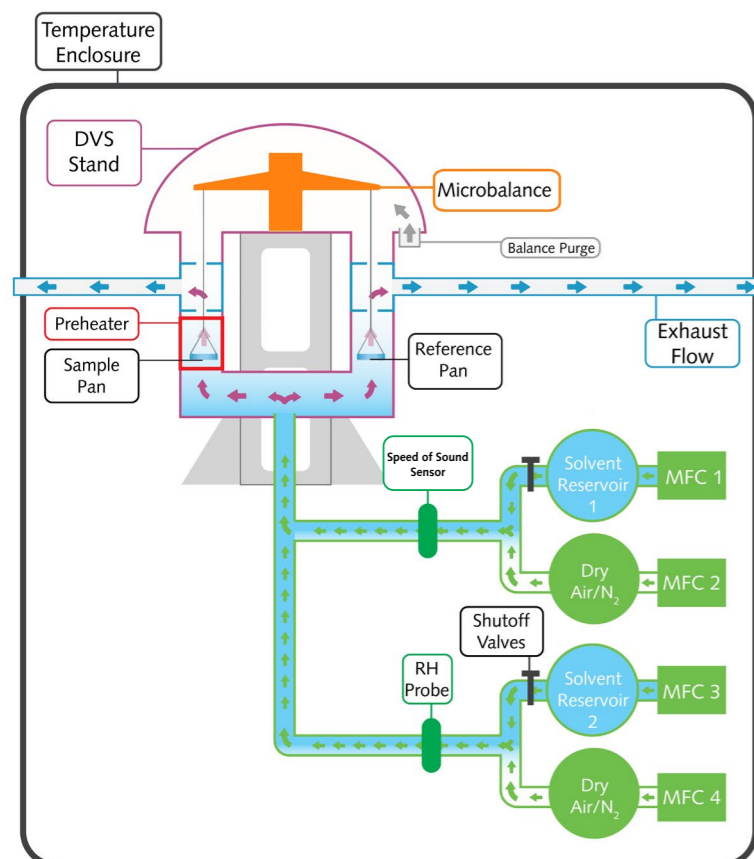 Temperature
Enclosure
DVS
Stand
Microbalance
Balance Purge
Preheater
Sample
Pan
Reference
Pan
Exhaust
Flow
Speed of Sound
Sensor
Solvent
Reservoir
1
MFC 1
Dry
Air/N₂
MFC 2
Shutoff
Valves
RH
Probe
Solvent
Reservoir
2
MFC 3
Dry
Air/N₂
MFC 4